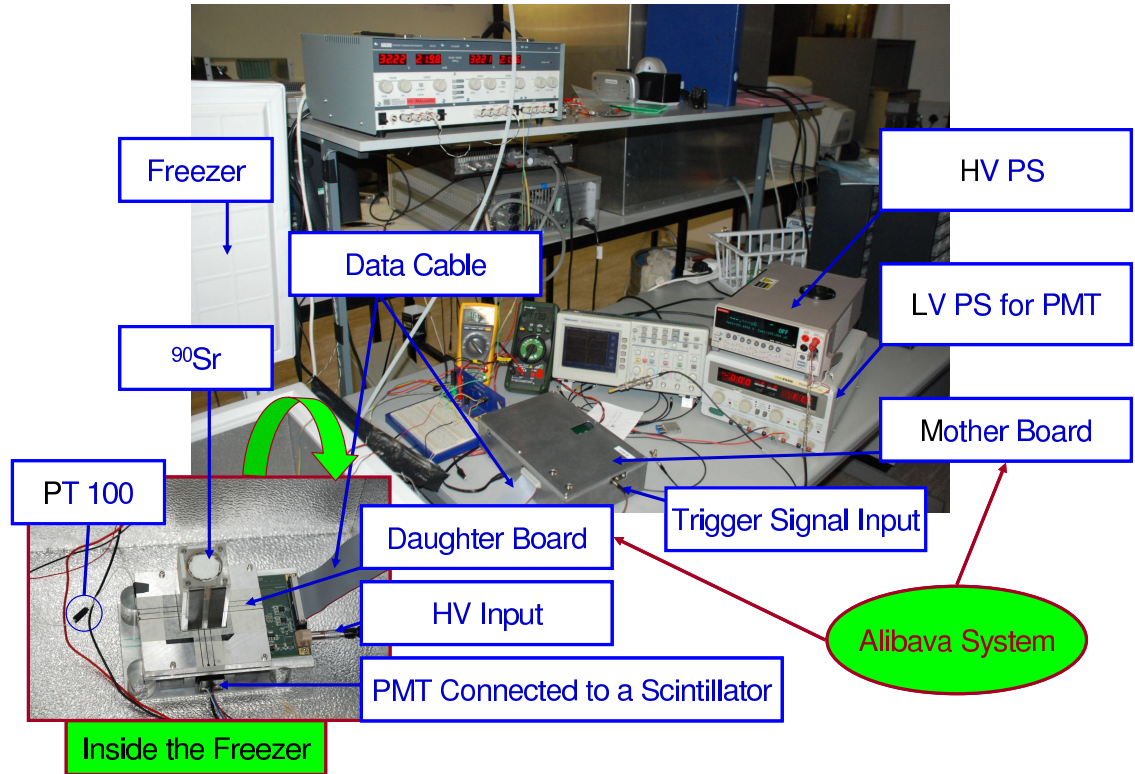 Freezer
HV PS
Data Cable
LV PS for PMT
⁹⁰Sr
Mother Board
PT 100
Trigger Signal Input
Daughter Board
HV Input
Alibava System
PMT Connected to a Scintillator
Inside the Freezer
OFF